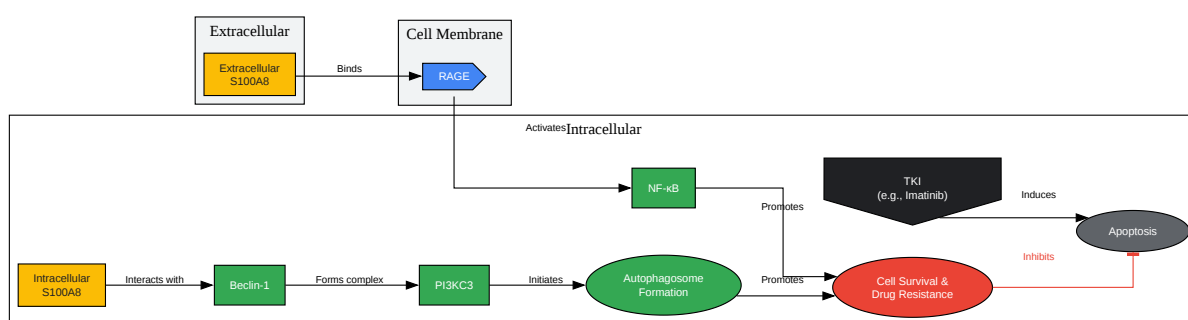 Extracellular
Cell Membrane
Extracellular
S100A8
Binds
RAGE
Activates
Intracellular
NF-κB
Promotes
TKI
(e.g., Imatinib)
Induces
Apoptosis
Intracellular
S100A8
Interacts with
Beclin-1
Forms complex
PI3KC3
Initiates
Autophagosome
Formation
Promotes
Cell Survival &
Drug Resistance
Inhibits